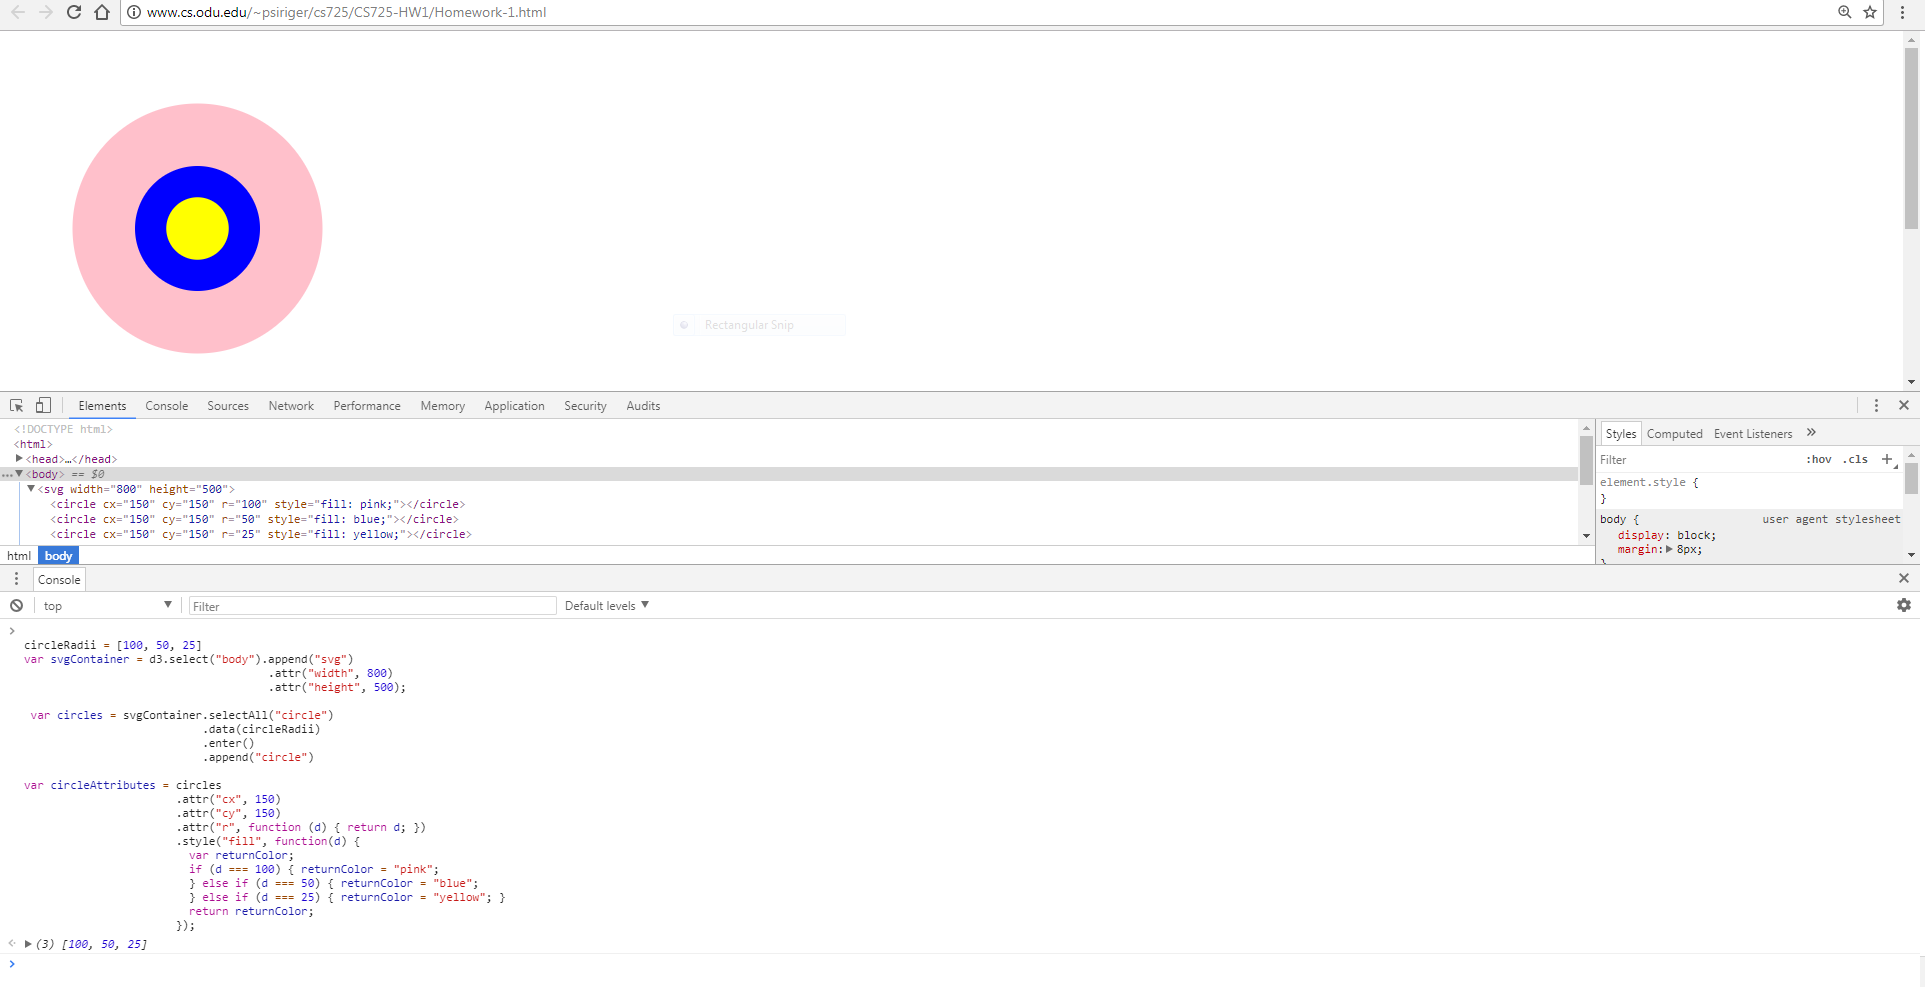 www.cs.odu.edu/~psiriger/cs725/CS725-HW1/Homework-1.html
Rectangular Snip
Elements Console Sources Network Performance Memory Application Security Audits
<!DOCTYPE html>
<html>
<head>…</head>
<body> == $0
<svg width="800" height="500">
<circle cx="150" cy="150" r="100" style="fill: pink;"></circle>
<circle cx="150" cy="150" r="50" style="fill: blue;"></circle>
<circle cx="150" cy="150" r="25" style="fill: yellow;"></circle>
html body
Styles Computed Event Listeners »
Filter :hov .cls +
element.style {
}
body { user agent stylesheet
display: block;
margin: 8px;
}
Console
top Filter Default levels
circleRadii = [100, 50, 25]
var svgContainer = d3.select("body").append("svg")
.attr("width", 800)
.attr("height", 500);
var circles = svgContainer.selectAll("circle")
.data(circleRadii)
.enter()
.append("circle")
var circleAttributes = circles
.attr("cx", 150)
.attr("cy", 150)
.attr("r", function (d) { return d; })
.style("fill", function(d) {
var returnColor;
if (d === 100) { returnColor = "pink";
} else if (d === 50) { returnColor = "blue";
} else if (d === 25) { returnColor = "yellow"; }
return returnColor;
});
(3) [100, 50, 25]